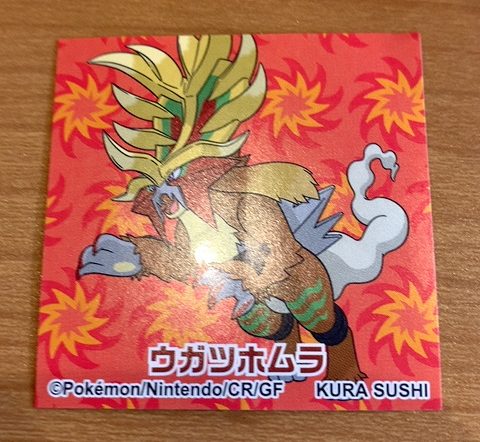 ウガツホムラ
©Pokémon/Nintendo/CR/GF KURA SUSHI